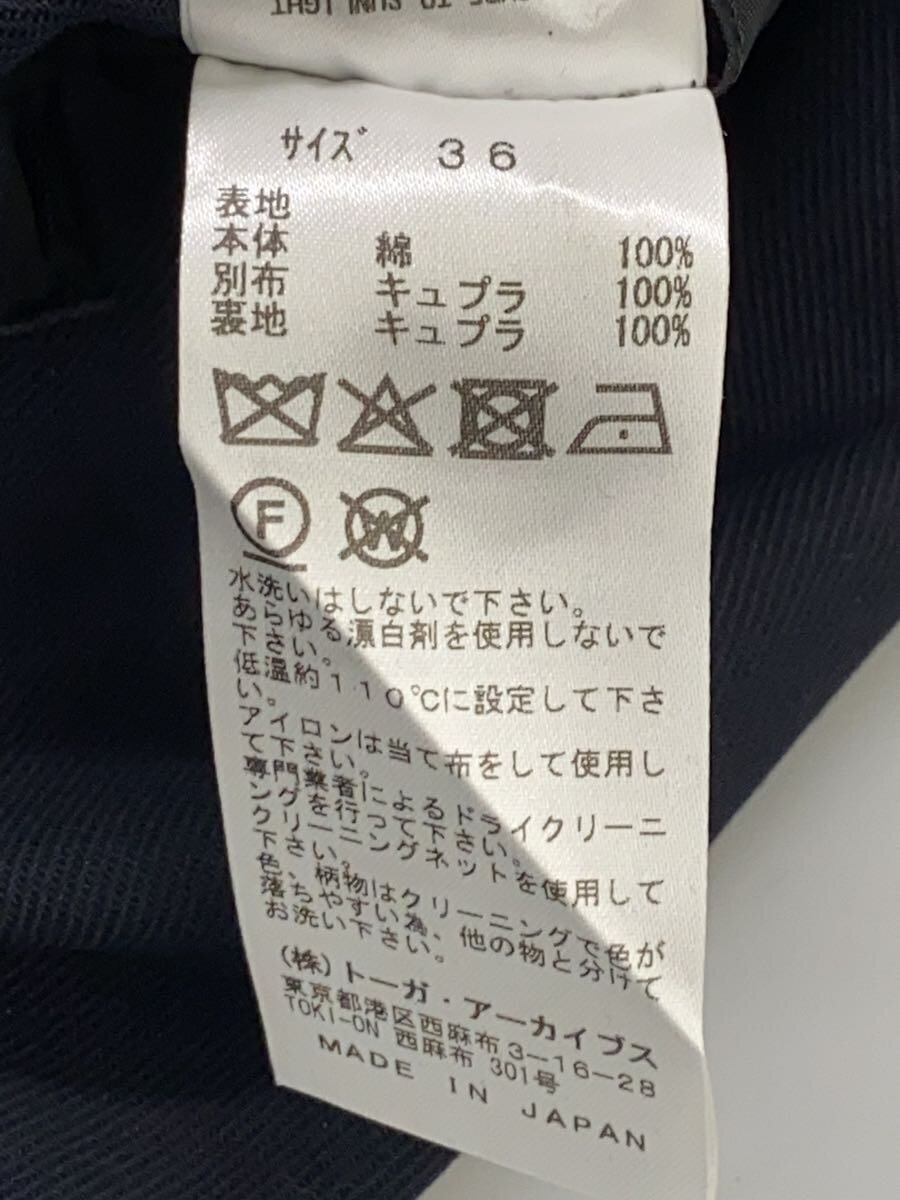 TO SUNLIGHT
サイズ 36
表地
本体 綿 100%
別布 キュプラ 100%
裏地 キュプラ 100%
F
W
水洗いはしないで下さい。
あらゆる漂白剤を使用しないで
下さい。
低温約110℃に設定して下さ
い。
アイロンは当て布をして使用し
て下さい。
専門業者によるドライクリーニ
ングを行って下さい。
クリーニングネットを使用して
下さい。
色、柄物はクリーニングで色が
落ちやすい為、他の物と分けて
お洗い下さい。
(株)トーガ・アーカイブス
東京都港区西麻布3-16-28
TOKI-ON 西麻布 301号
MADE IN JAPAN